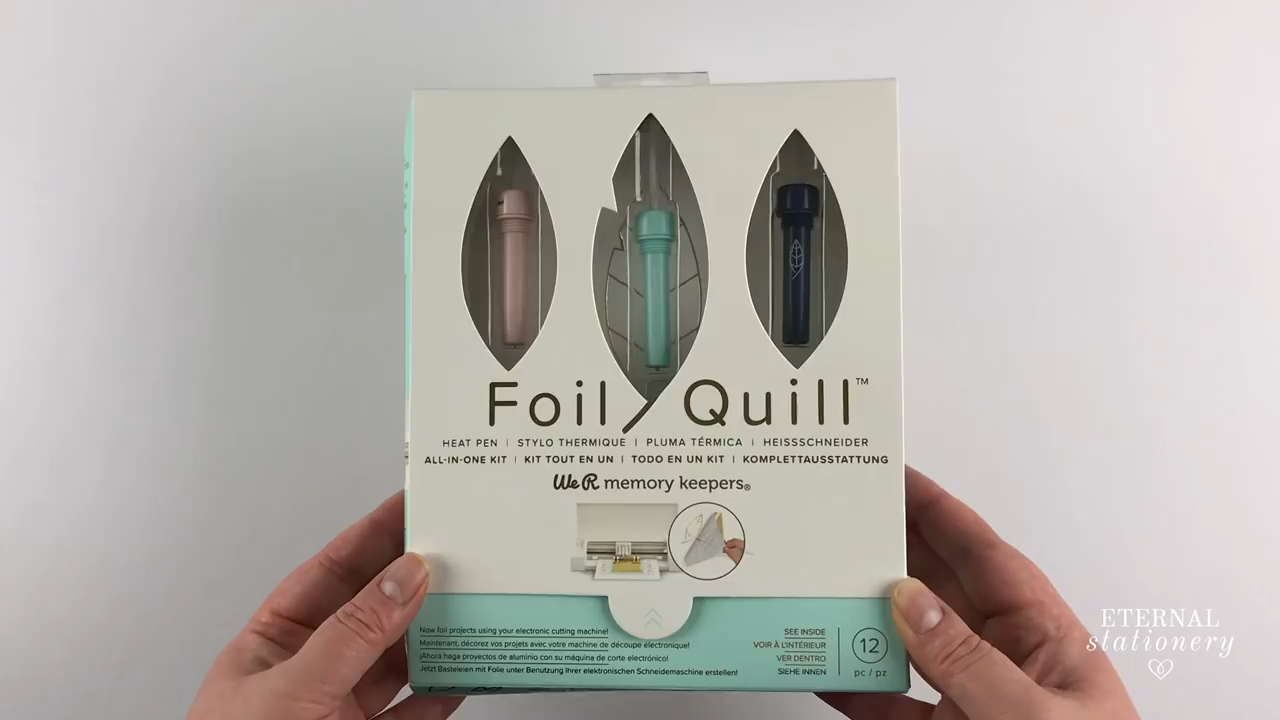 Foil Quill™
HEAT PEN | STYLO THERMIQUE | PLUMA TÉRMICA | HEISSSCHNEIDER
ALL-IN-ONE KIT | KIT TOUT EN UN | TODO EN UN KIT | KOMPLETTAUSSTATTUNG
We R memory keepers®
Now foil projects using your electronic cutting machine!
Maintenant, décorez vos projets avec votre machine de découpe électronique!
¡Ahora haga proyectos de aluminio con su máquina de corte electrónico!
Jetzt Basteleien mit Folie unter Benutzung Ihrer elektronischen Schneidemaschine erstellen!
SEE INSIDE
VOIR À L'INTÉRIEUR
VER DENTRO
SIEHE INNEN
12
pc / pz
ETERNAL
stationery